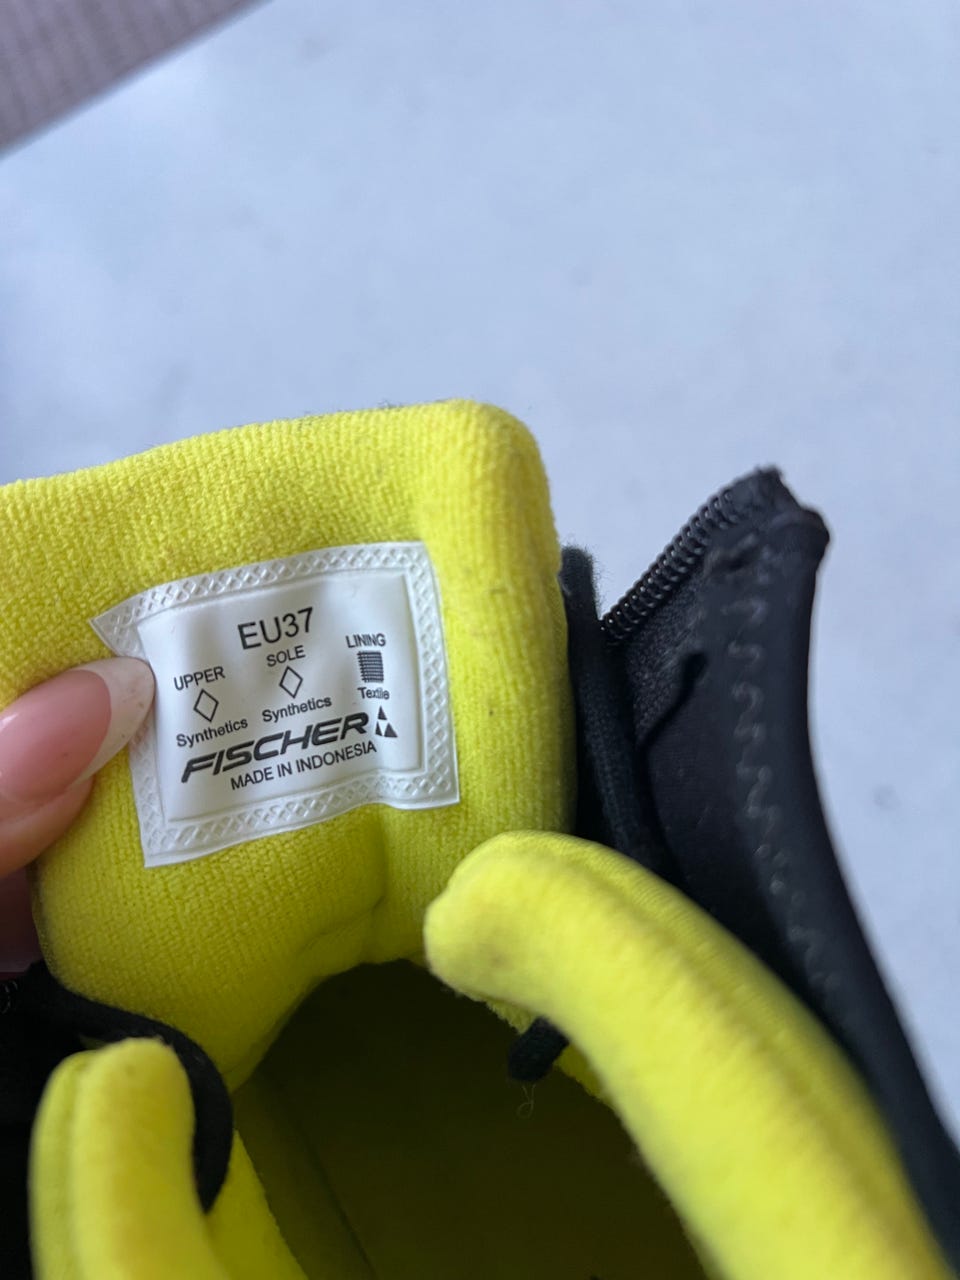 EU37
UPPER SOLE LINING
Synthetics Synthetics Textile
FISCHER
MADE IN INDONESIA